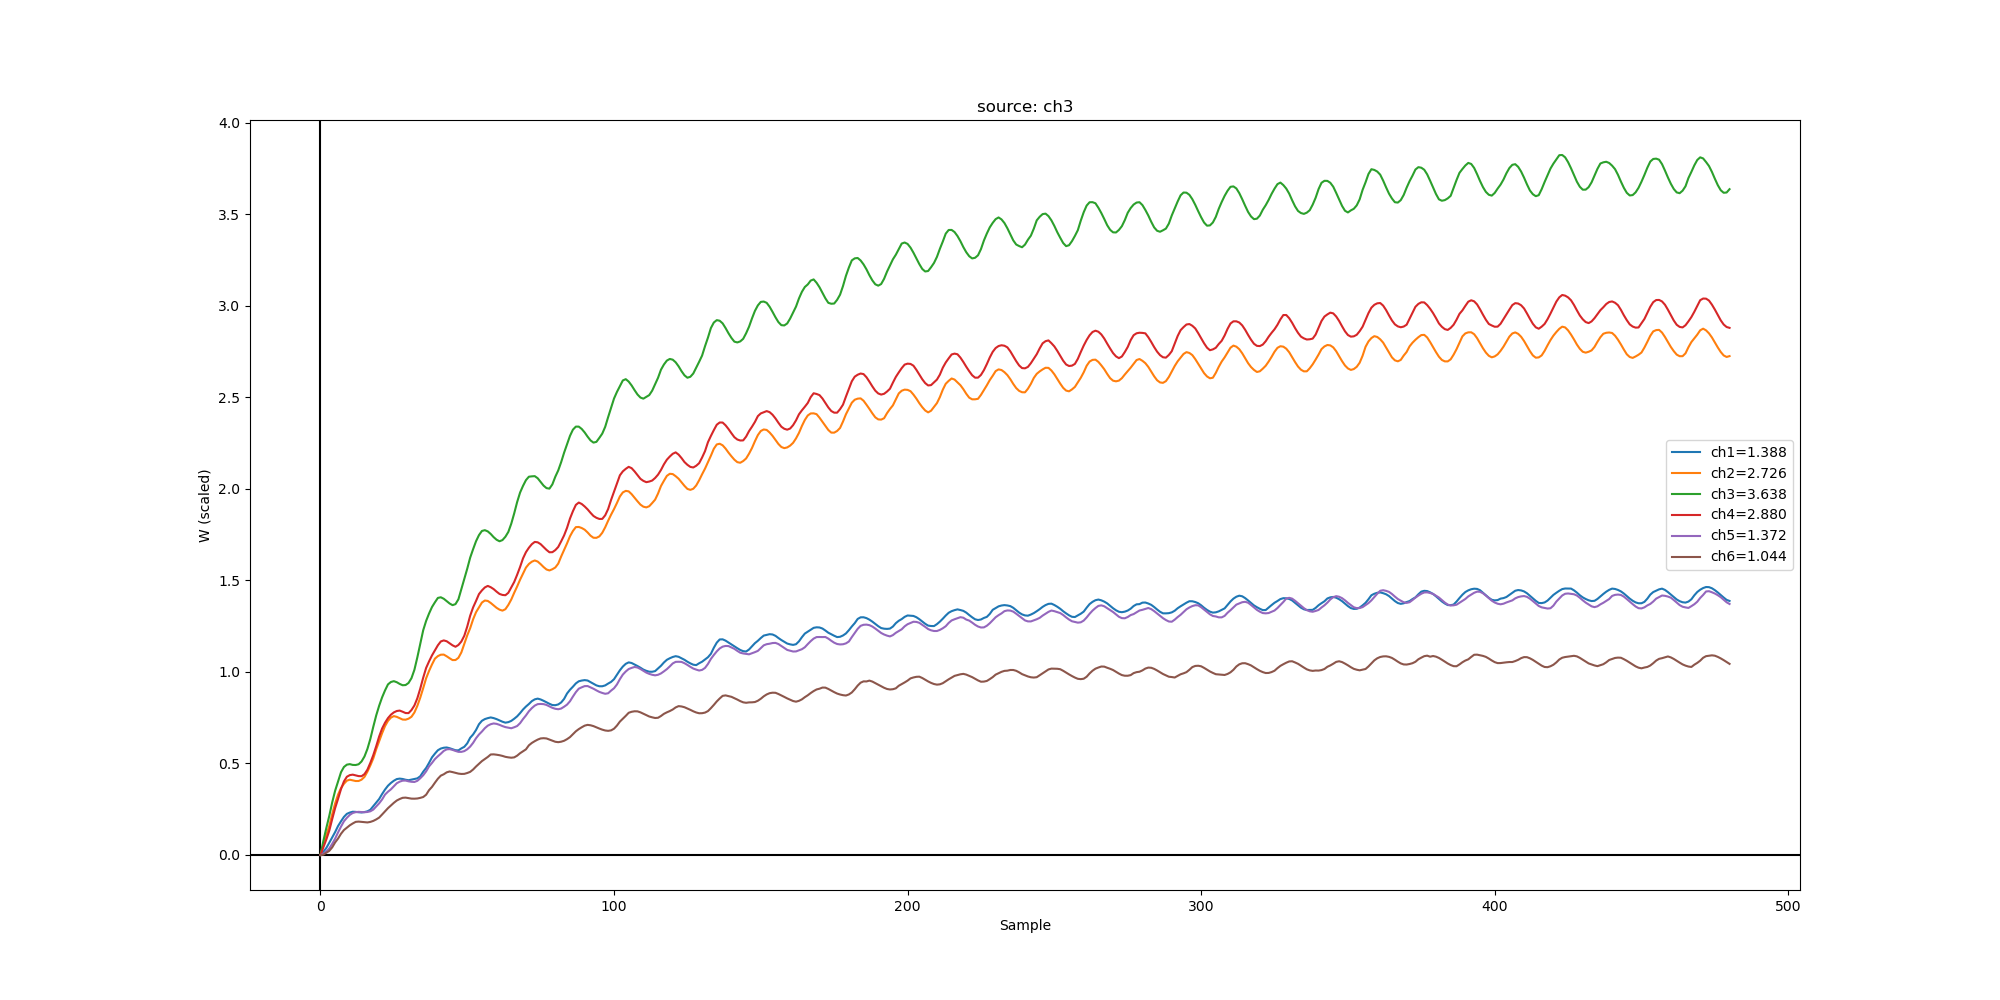 source: ch3
4.0
3.5
3.0
2.5
2.0
1.5
1.0
0.5
0.0
W (scaled)
ch1=1.388
ch2=2.726
ch3=3.638
ch4=2.880
ch5=1.372
ch6=1.044
0 100 200 300 400 500
Sample